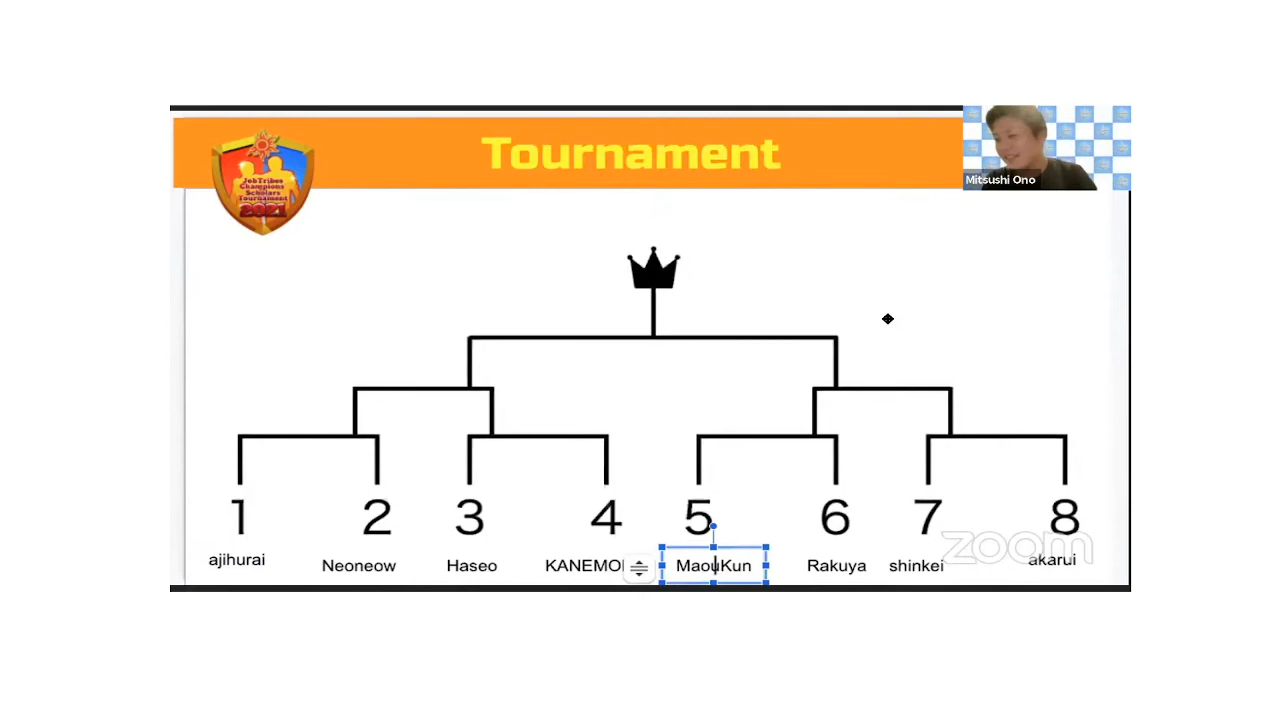 Tournament
Mitsushi Ono
JobTribes
Champions
Scholars
Tournament
2021
1 2 3 4 5 6 7 8
ajihurai Neoneow Haseo MaouKun Rakuya shinkei akarui
zoom